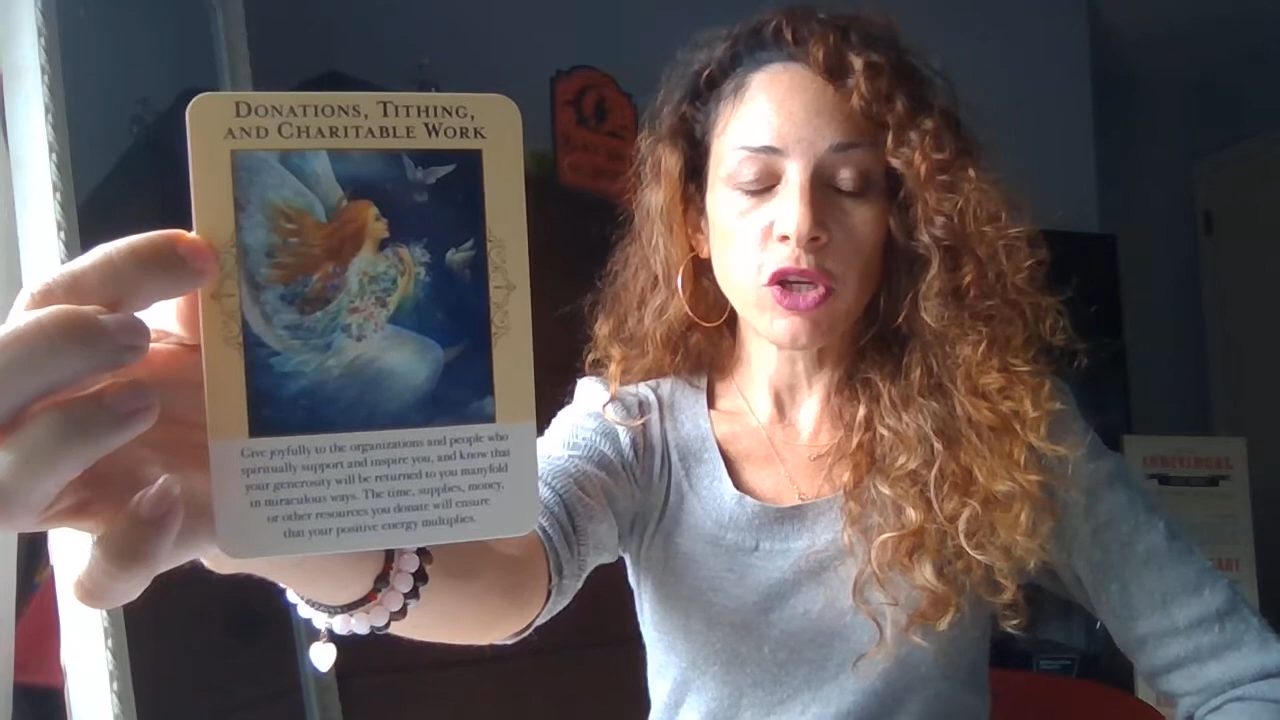 DONATIONS, TITHING,
AND CHARITABLE WORK
Give joyfully to the organizations and people who
spiritually support and inspire you, and know that
your generosity will be returned to you manyfold
in miraculous ways. The time, supplies, money,
or other resources you donate will ensure
that your positive energy multiplies.
INDIVIDUAL